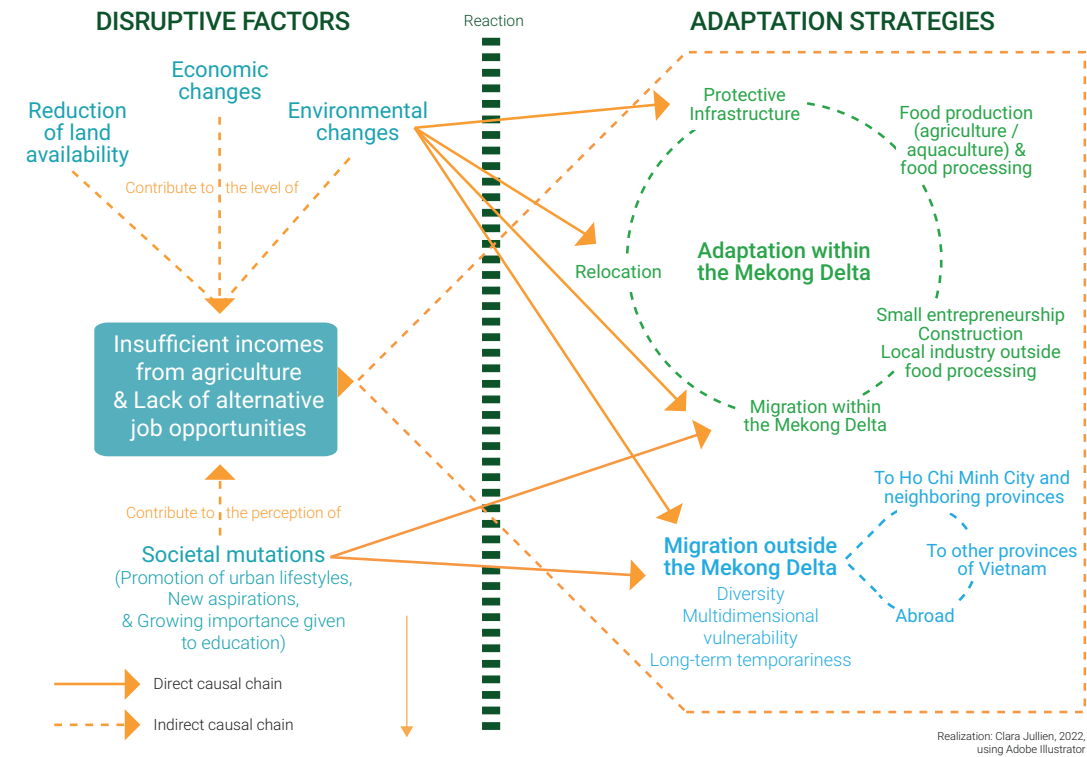 DISRUPTIVE FACTORS
Reaction
ADAPTATION STRATEGIES
Economic
changes
Reduction
of land
availability
Environmental
changes
Contribute to the level of
Insufficient incomes
from agriculture
& Lack of alternative
job opportunities
Contribute to the perception of
Societal mutations
(Promotion of urban lifestyles,
New aspirations,
& Growing importance given
to education)
Direct causal chain
Indirect causal chain
Protective
Infrastructure
Food production
(agriculture /
aquaculture) &
food processing
Adaptation within
the Mekong Delta
Relocation
Small entrepreneurship
Construction
Local industry outside
food processing
Migration within
the Mekong Delta
To Ho Chi Minh City and
neighboring provinces
Migration outside
the Mekong Delta
Diversity
Multidimensional
vulnerability
Long-term temporariness
To other provinces
of Vietnam
Abroad
Realization: Clara Jullien, 2022,
using Adobe Illustrator